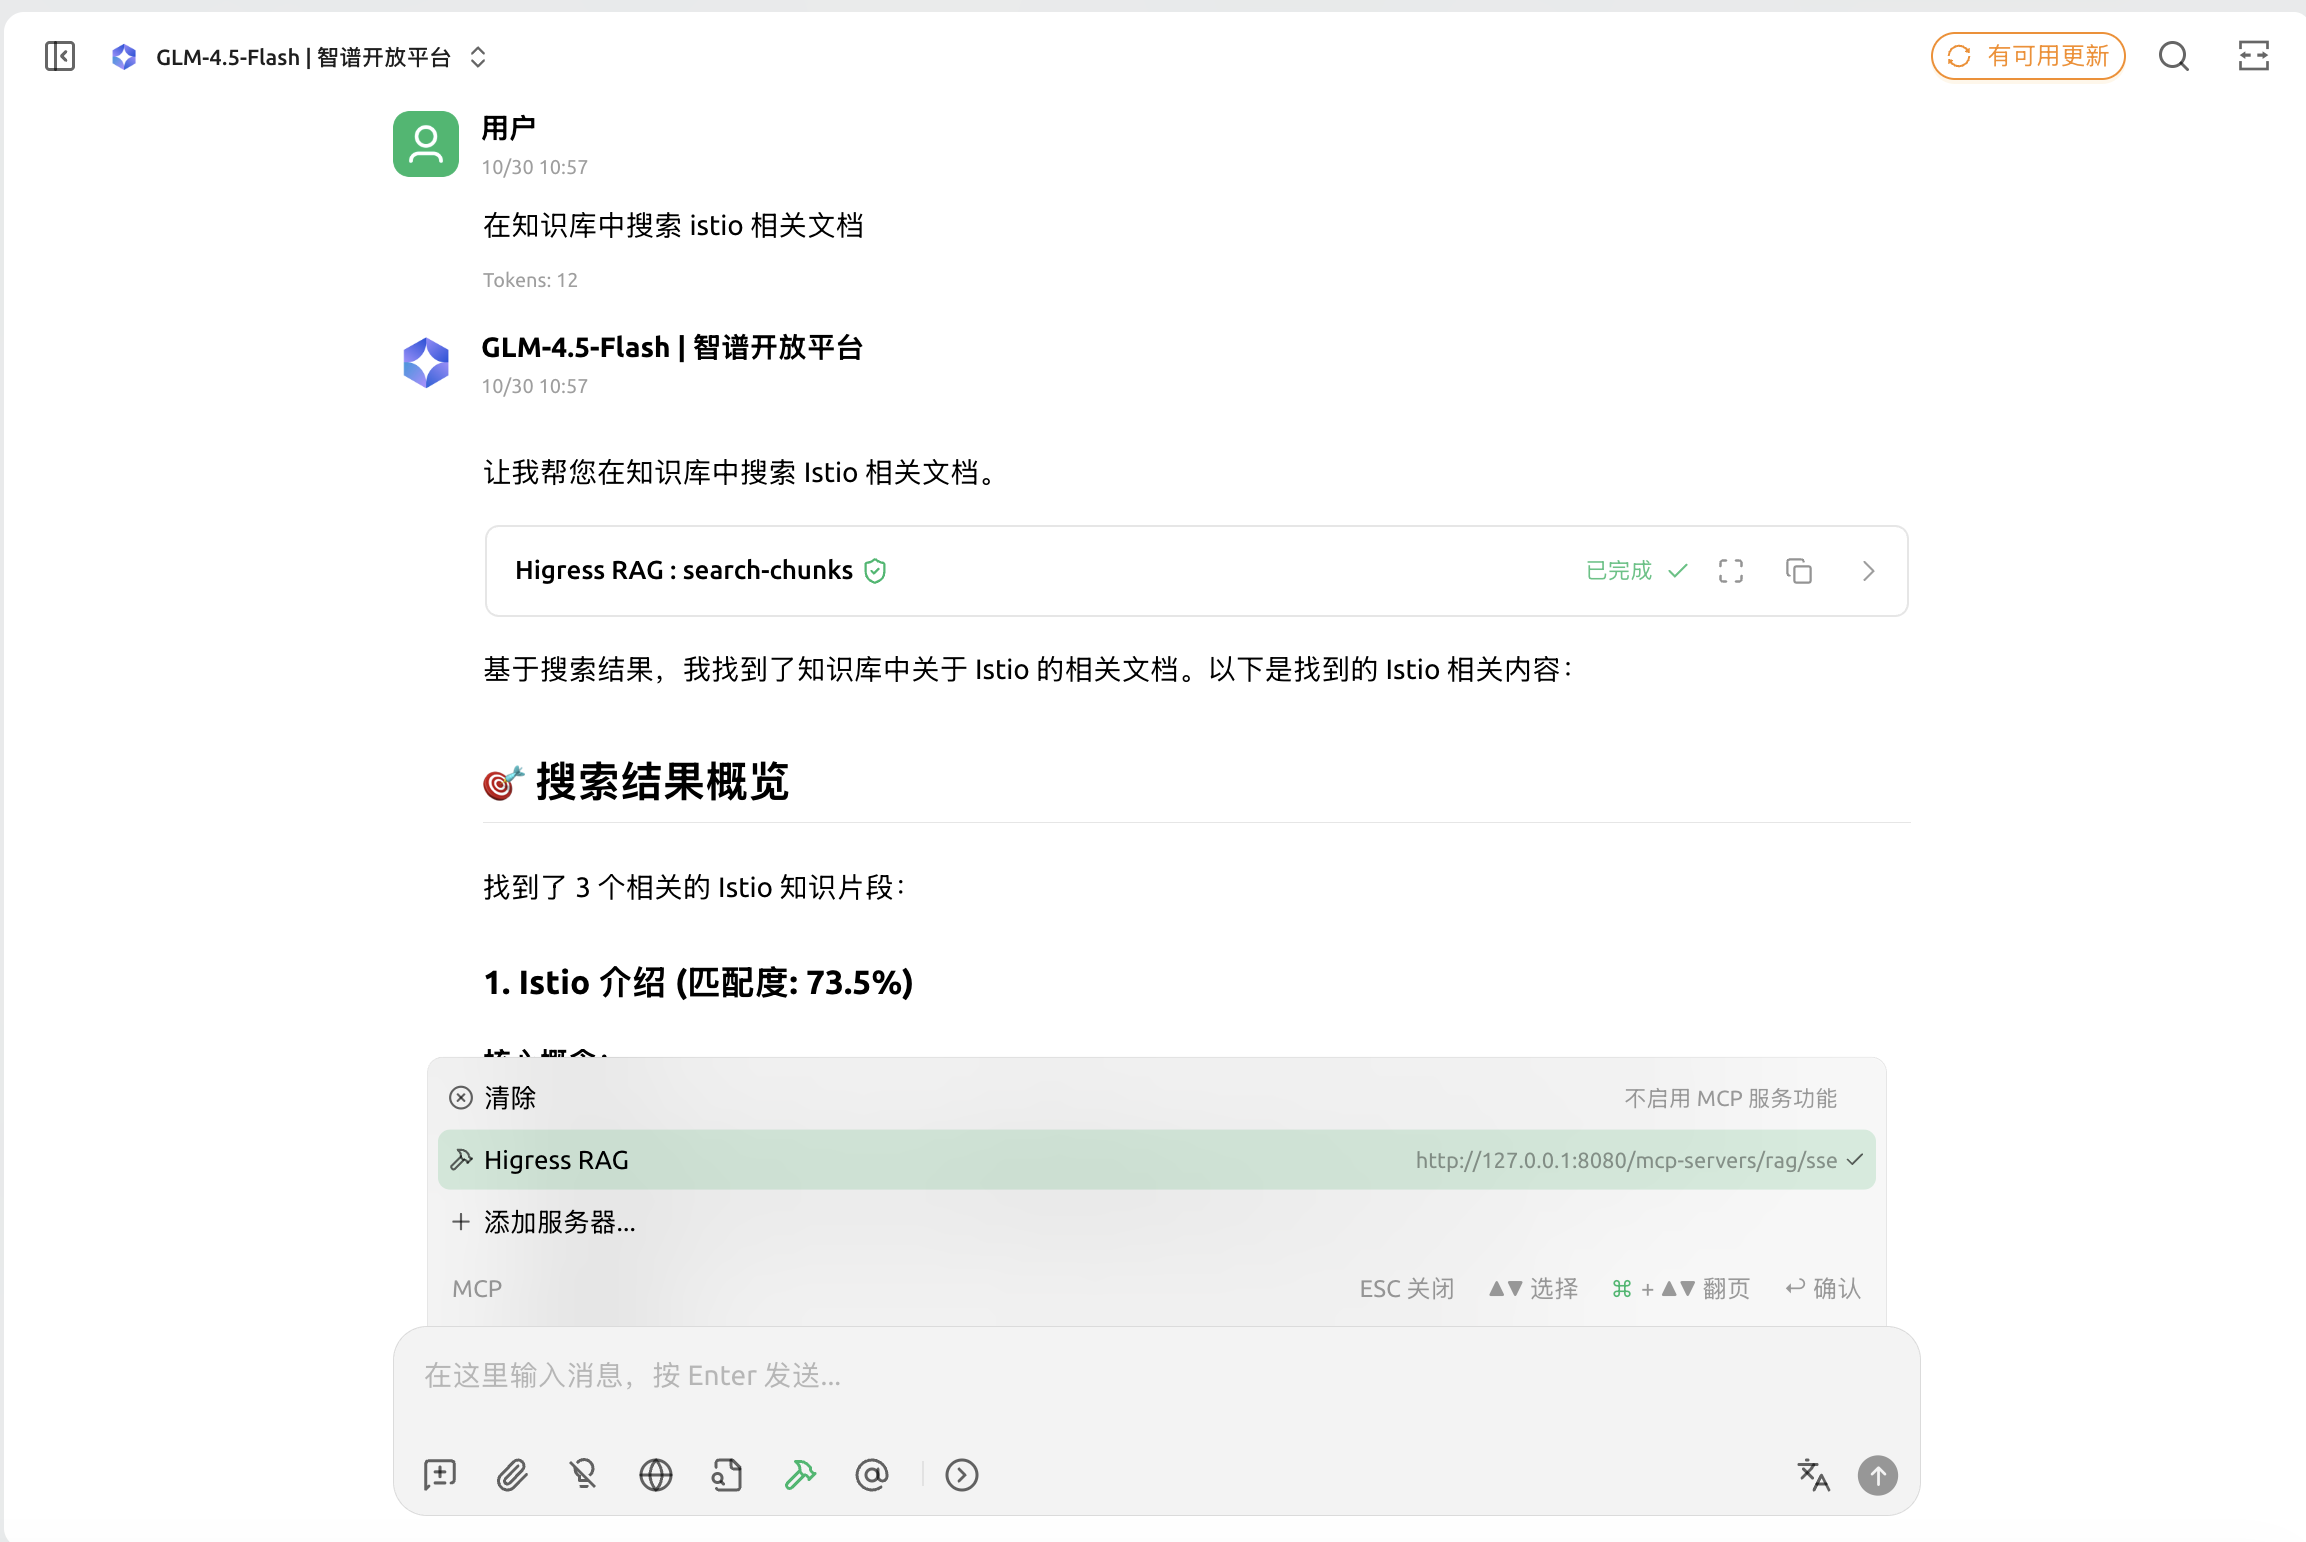 GLM-4.5-Flash | 智谱开放平台
有可用更新
用户
10/30 10:57
在知识库中搜索 istio 相关文档
Tokens: 12
GLM-4.5-Flash | 智谱开放平台
10/30 10:57
让我帮您在知识库中搜索 Istio 相关文档。
Higress RAG : search-chunks
已完成
基于搜索结果，我找到了知识库中关于 Istio 的相关文档。以下是找到的 Istio 相关内容：
🎯 搜索结果概览
找到了 3 个相关的 Istio 知识片段：
1. Istio 介绍 (匹配度: 73.5%)
核心概念：
清除
不启用 MCP 服务功能
Higress RAG
http://127.0.0.1:8080/mcp-servers/rag/sse
添加服务器...
MCP
ESC 关闭 ▲▼ 选择 ⌘ + ▲▼ 翻页 ↩ 确认
在这里输入消息，按 Enter 发送...